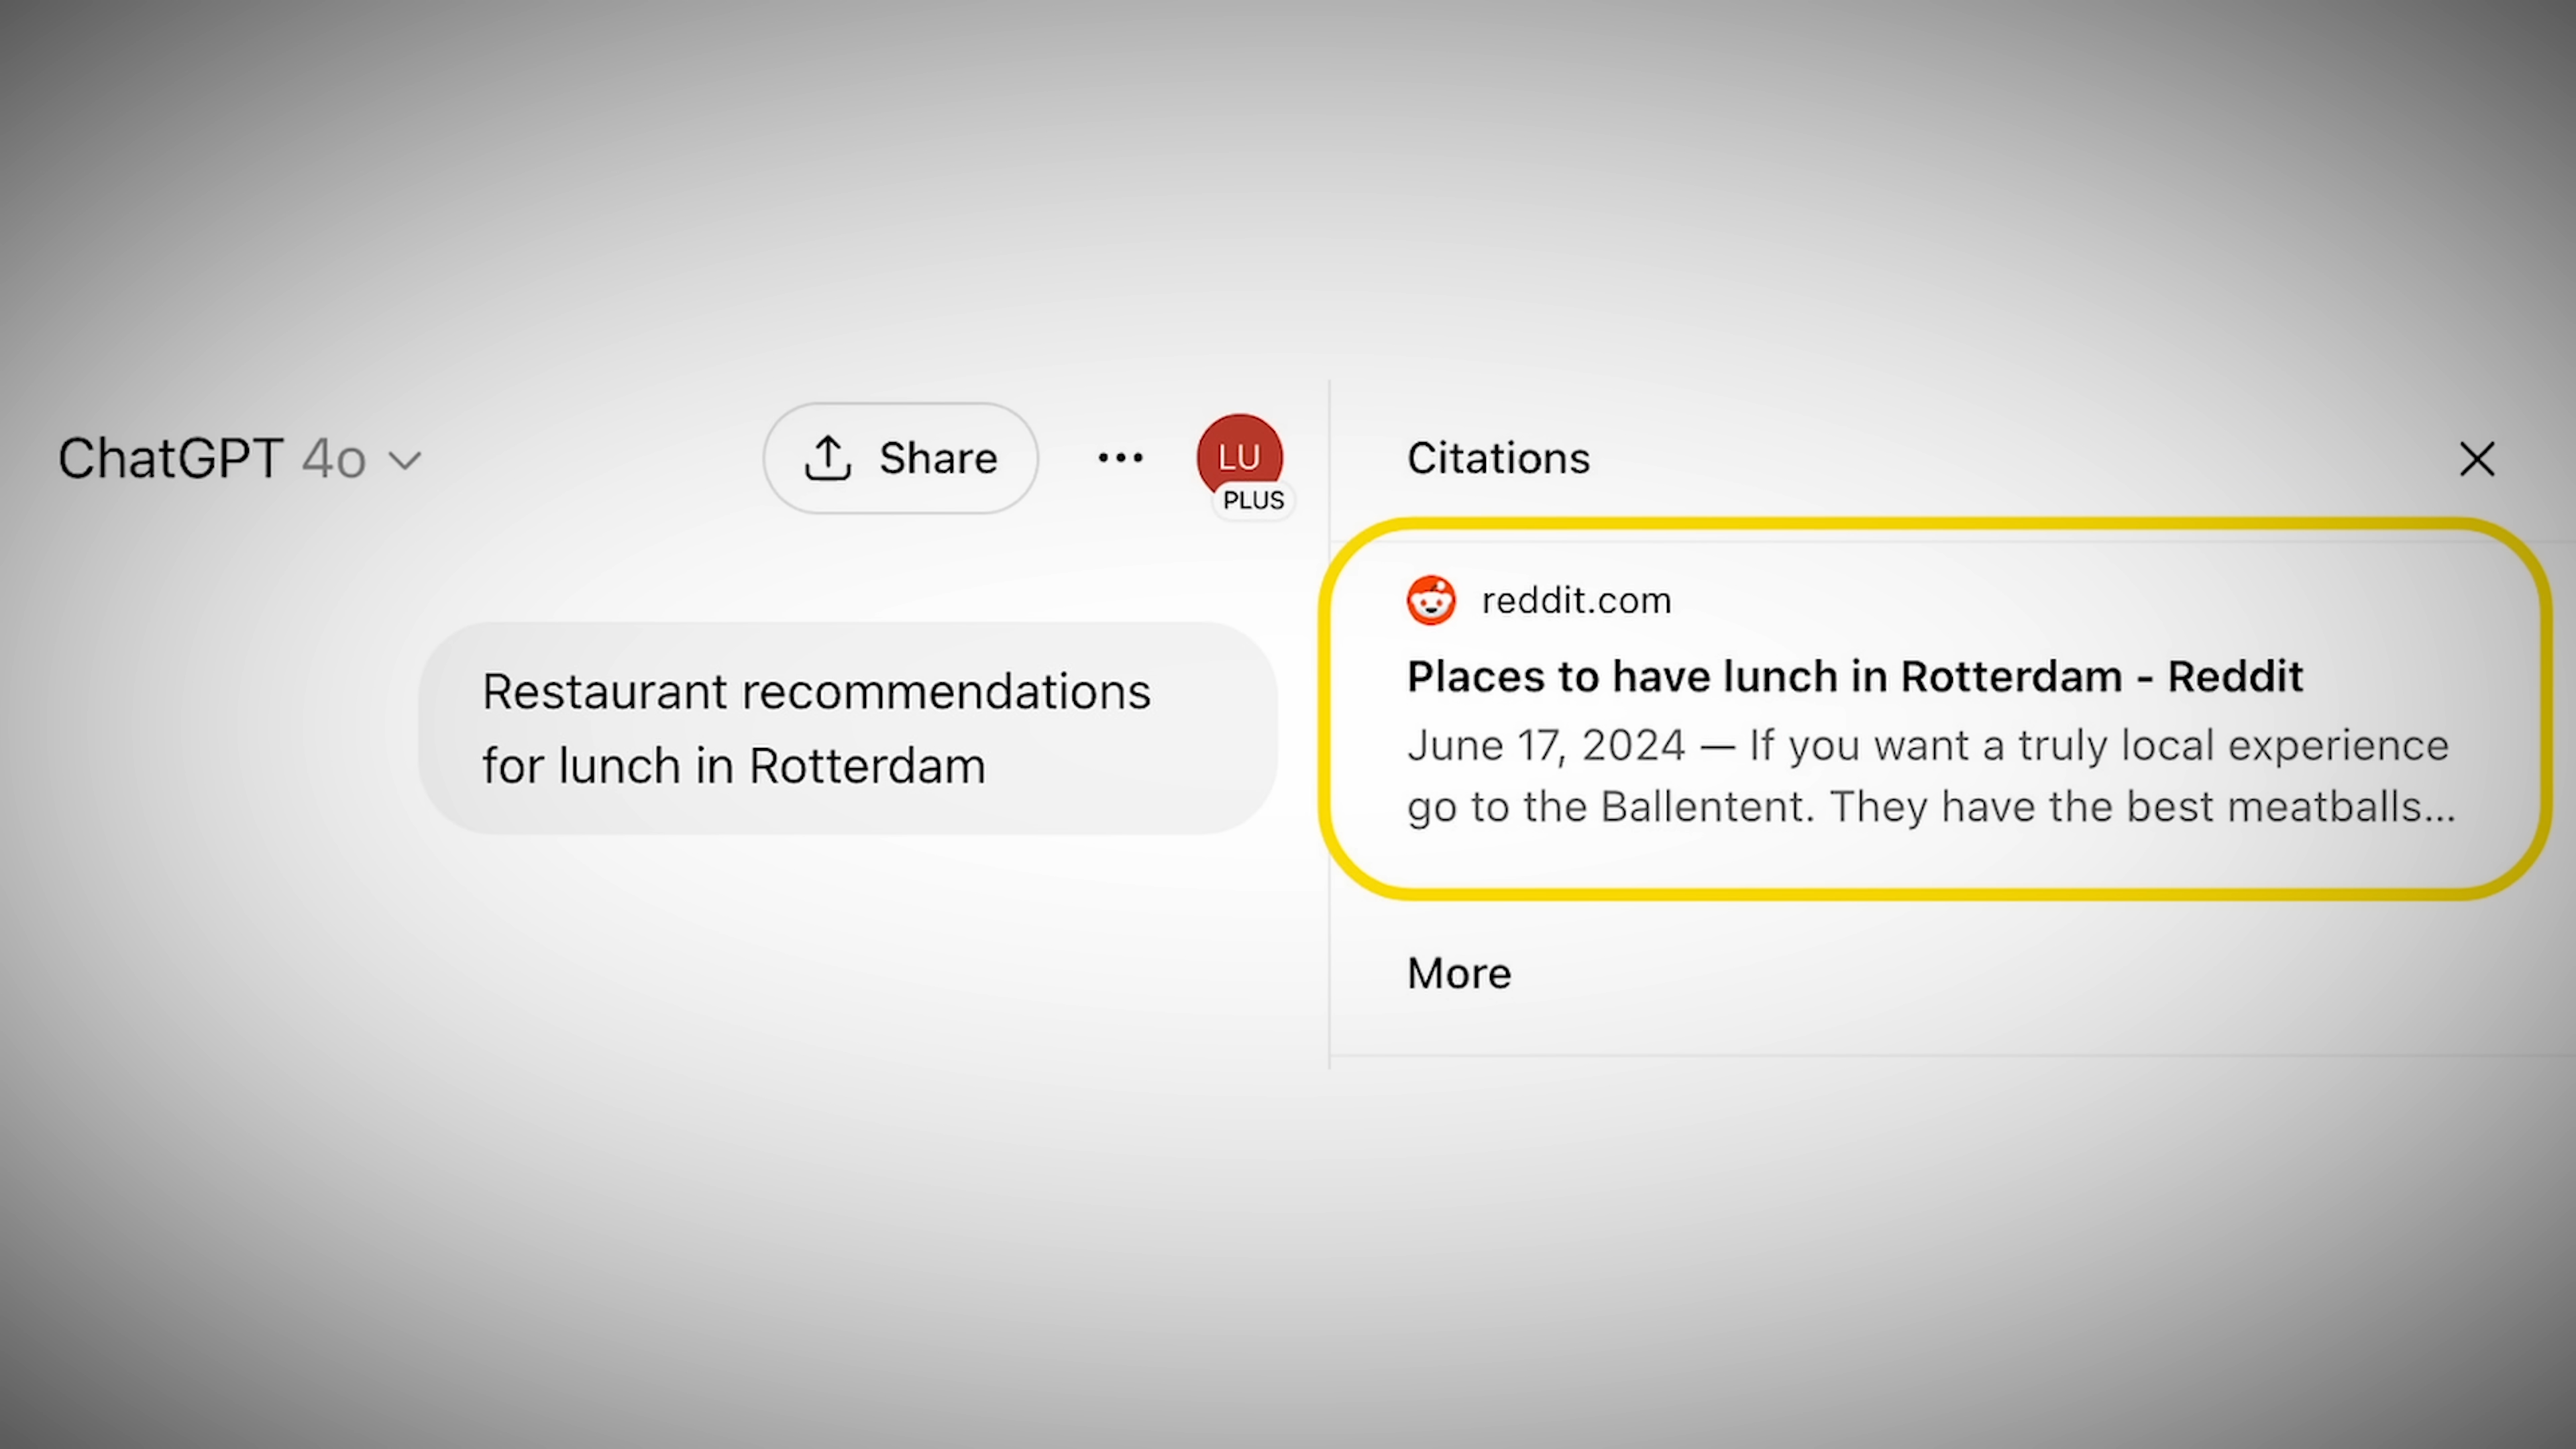 ChatGPT 4o
Share
LU
PLUS
Restaurant recommendations
for lunch in Rotterdam
Citations
reddit.com
Places to have lunch in Rotterdam - Reddit
June 17, 2024 — If you want a truly local experience
go to the Ballentent. They have the best meatballs...
More